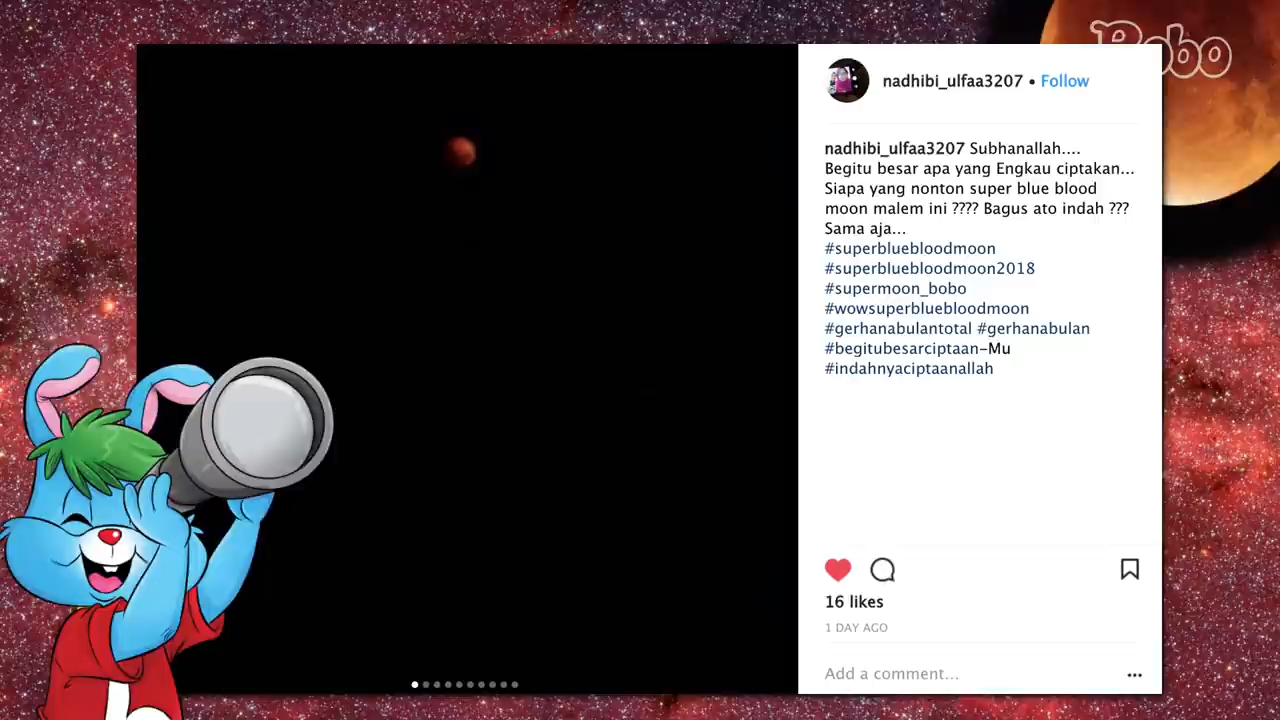 Bobo
nadhibi_ulfaa3207 • Follow
nadhibi_ulfaa3207 Subhanallah....
Begitu besar apa yang Engkau ciptakan...
Siapa yang nonton super blue blood
moon malem ini ???? Bagus ato indah ???
Sama aja...
#superbluebloodmoon
#superbluebloodmoon2018
#supermoon_bobo
#wowsuperbluebloodmoon
#gerhanabulantotal #gerhanabulan
#begitubesarciptaan-Mu
#indahnyaciptaanallah
16 likes
1 DAY AGO
Add a comment...